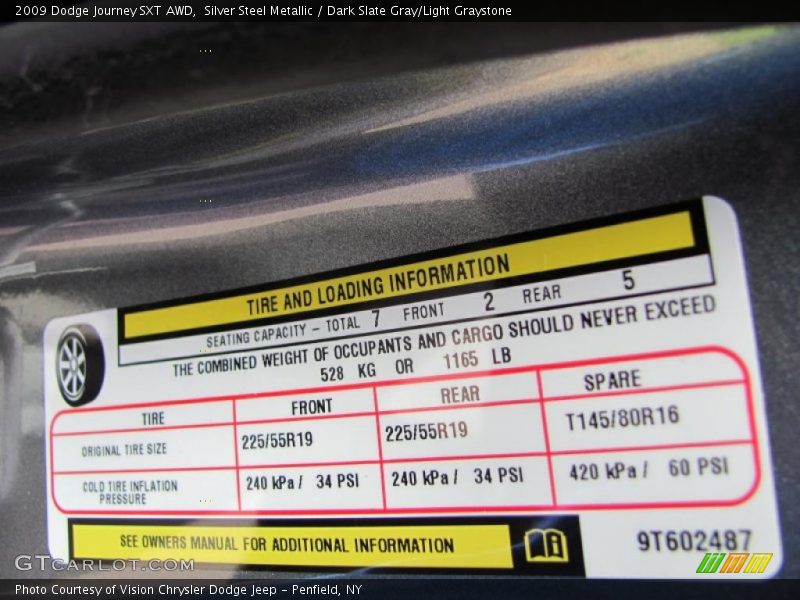 2009 Dodge Journey SXT AWD, Silver Steel Metallic / Dark Slate Gray/Light Graystone
TIRE AND LOADING INFORMATION
SEATING CAPACITY - TOTAL 7 FRONT 2 REAR 5
THE COMBINED WEIGHT OF OCCUPANTS AND CARGO SHOULD NEVER EXCEED
528 KG OR 1165 LB
TIRE FRONT REAR SPARE
ORIGINAL TIRE SIZE 225/55R19 225/55R19 T145/80R16
COLD TIRE INFLATION
PRESSURE 240 kPa / 34 PSI 240 kPa / 34 PSI 420 kPa / 60 PSI
SEE OWNERS MANUAL FOR ADDITIONAL INFORMATION
9T602487
GTCARLOT.COM
Photo Courtesy of Vision Chrysler Dodge Jeep - Penfield, NY